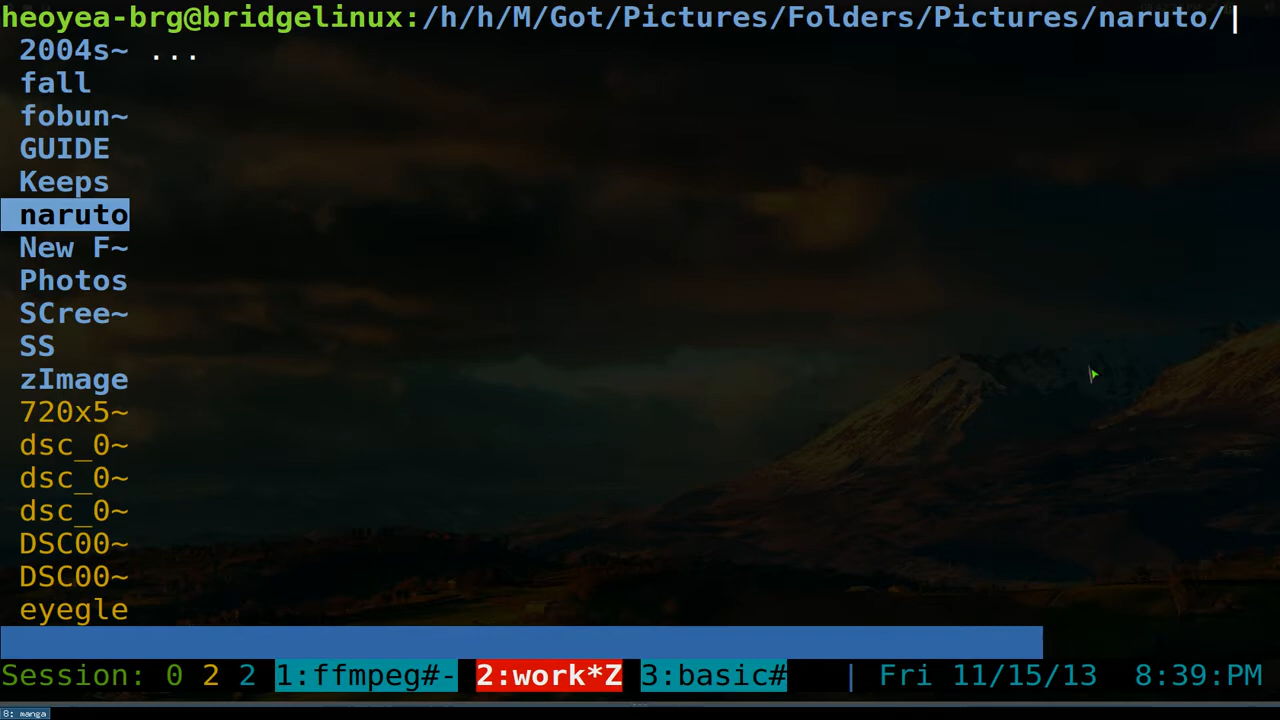 heoyea-brg@bridgelinux:/h/h/M/Got/Pictures/Folders/Pictures/naruto/
2004s~ ...
fall
fobun~
GUIDE
Keeps
naruto
New F~
Photos
SCree~
SS
zImage
720x5~
dsc_0~
dsc_0~
dsc_0~
DSC00~
DSC00~
eyegle
Session: 0 2 2 1:ffmpeg#- 2:work*Z 3:basic# | Fri 11/15/13 8:39:PM
8: manga